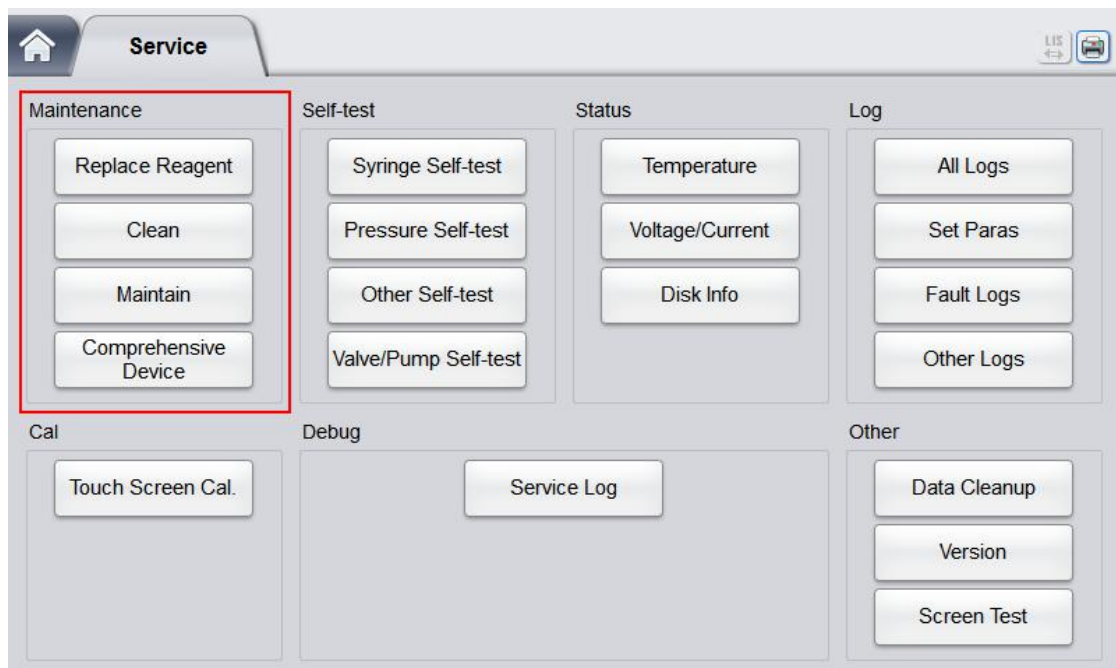 Service
LIS
Maintenance
Replace Reagent
Clean
Maintain
Comprehensive
Device
Self-test
Syringe Self-test
Pressure Self-test
Other Self-test
Valve/Pump Self-test
Status
Temperature
Voltage/Current
Disk Info
Log
All Logs
Set Paras
Fault Logs
Other Logs
Cal
Touch Screen Cal.
Debug
Service Log
Other
Data Cleanup
Version
Screen Test